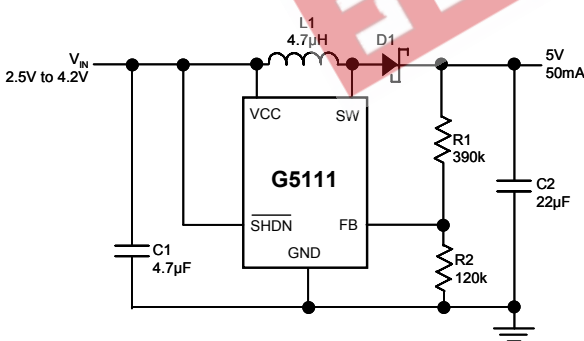 L1
4.7μH
D1
VIN
2.5V to 4.2V
5V
50mA
VCC
SW
R1
390k
G5111
C2
22μF
SHDN
FB
C1
4.7μF
GND
R2
120k